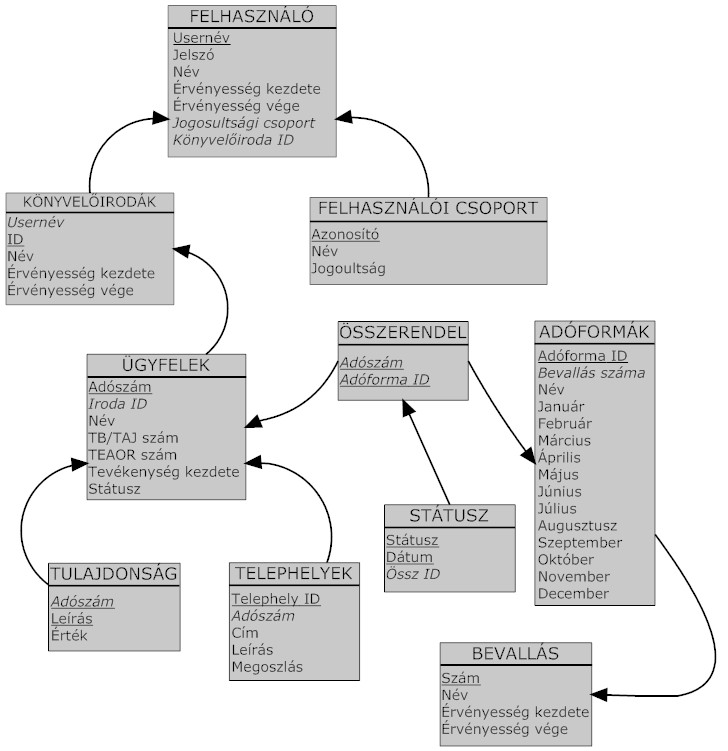 FELHASZNÁLÓ
Usernév
Jelszó
Név
Érvényesség kezdete
Érvényesség vége
Jogosultsági csoport
Könyvelőiroda ID
KÖNYVELŐIRODÁK
Usernév
ID
Név
Érvényesség kezdete
Érvényesség vége
FELHASZNÁLÓI CSOPORT
Azonosító
Név
Jogoultság
ÜGYFELEK
Adószám
Iroda ID
Név
TB/TAJ szám
TEAOR szám
Tevékenység kezdete
Státusz
ÖSSZERENDEL
Adószám
Adóforma ID
ADÓFORMÁK
Adóforma ID
Bevallás száma
Név
Január
Február
Március
Április
Május
Június
Július
Augusztusz
Szeptember
Október
November
December
STÁTUSZ
Státusz
Dátum
Össz ID
TULAJDONSÁG
Adószám
Leírás
Érték
TELEPHELYEK
Telephely ID
Adószám
Cím
Leírás
Megoszlás
BEVALLÁS
Szám
Név
Érvényesség kezdete
Érvényesség vége